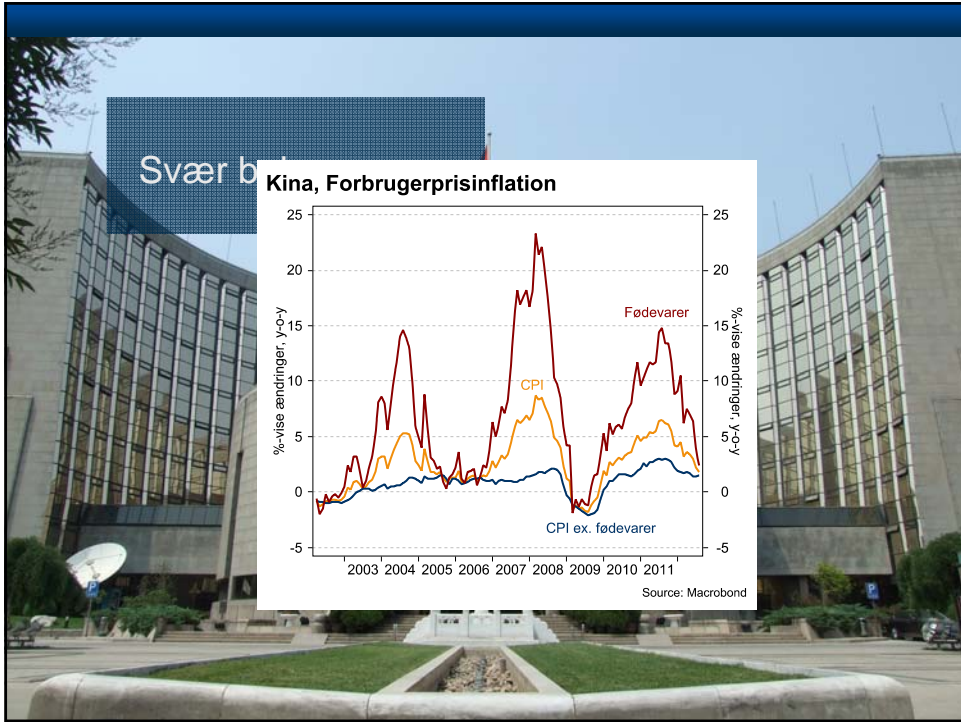 Svær b
Kina, Forbrugerprisinflation
25
20
15
10
5
0
-5
%-vise ændringer, y-o-y
Fødevarer
CPI
CPI ex. fødevarer
25
20
15
10
5
0
-5
%-vise ændringer, y-o-y
2003 2004 2005 2006 2007 2008 2009 2010 2011
Source: Macrobond
P
P